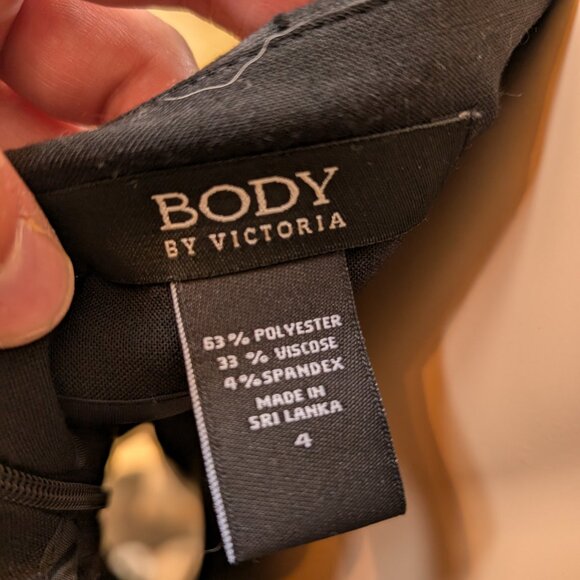 BODY
BY VICTORIA
63% POLYESTER
33 % VISCOSE
4%SPANDEX
MADE IN
SRI LANKA
4